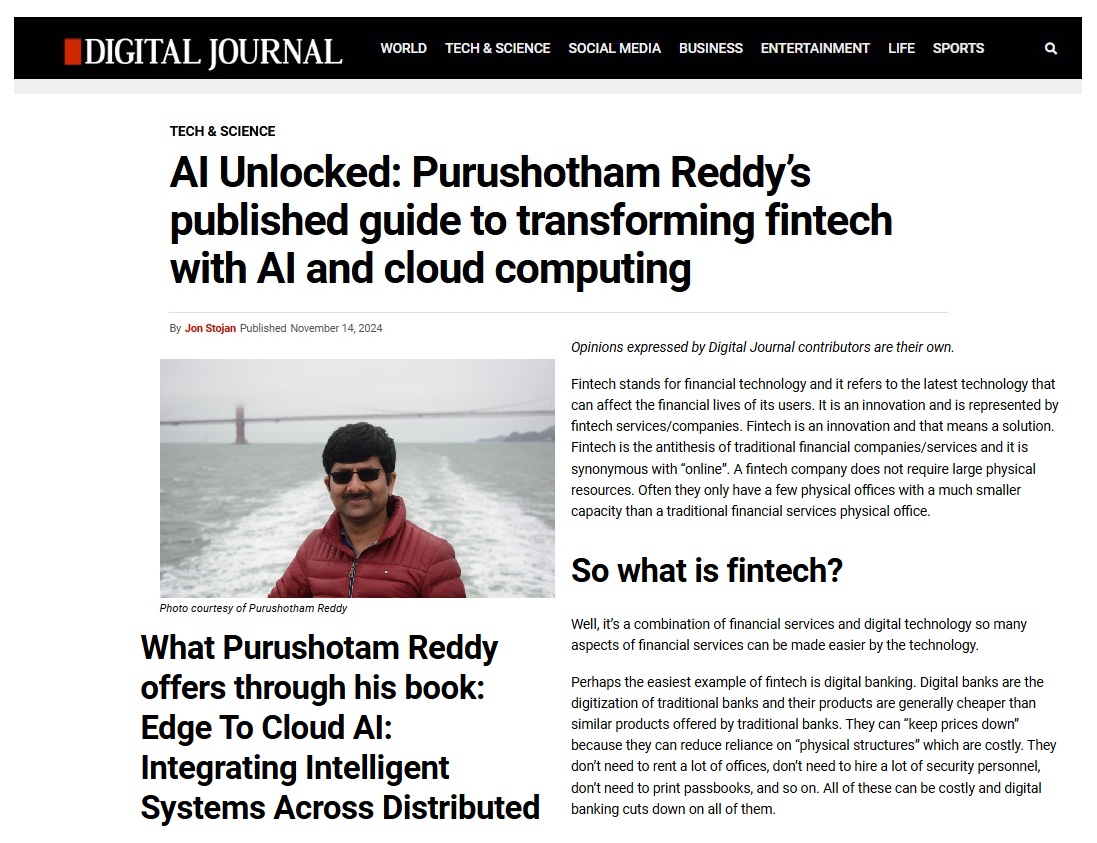 DIGITAL JOURNAL
WORLD TECH & SCIENCE SOCIAL MEDIA BUSINESS ENTERTAINMENT LIFE SPORTS
TECH & SCIENCE
AI Unlocked: Purushotham Reddy’s
published guide to transforming fintech
with AI and cloud computing
By Jon Stojan Published November 14, 2024
Photo courtesy of Purushotham Reddy
What Purushotam Reddy
offers through his book:
Edge To Cloud AI:
Integrating Intelligent
Systems Across Distributed
Opinions expressed by Digital Journal contributors are their own.
Fintech stands for financial technology and it refers to the latest technology that
can affect the financial lives of its users. It is an innovation and is represented by
fintech services/companies. Fintech is an innovation and that means a solution.
Fintech is the antithesis of traditional financial companies/services and it is
synonymous with “online”. A fintech company does not require large physical
resources. Often they only have a few physical offices with a much smaller
capacity than a traditional financial services physical office.
So what is fintech?
Well, it’s a combination of financial services and digital technology so many
aspects of financial services can be made easier by the technology.
Perhaps the easiest example of fintech is digital banking. Digital banks are the
digitization of traditional banks and their products are generally cheaper than
similar products offered by traditional banks. They can “keep prices down”
because they can reduce reliance on “physical structures” which are costly. They
don’t need to rent a lot of offices, don’t need to hire a lot of security personnel,
don’t need to print passbooks, and so on. All of these can be costly and digital
banking cuts down on all of them.